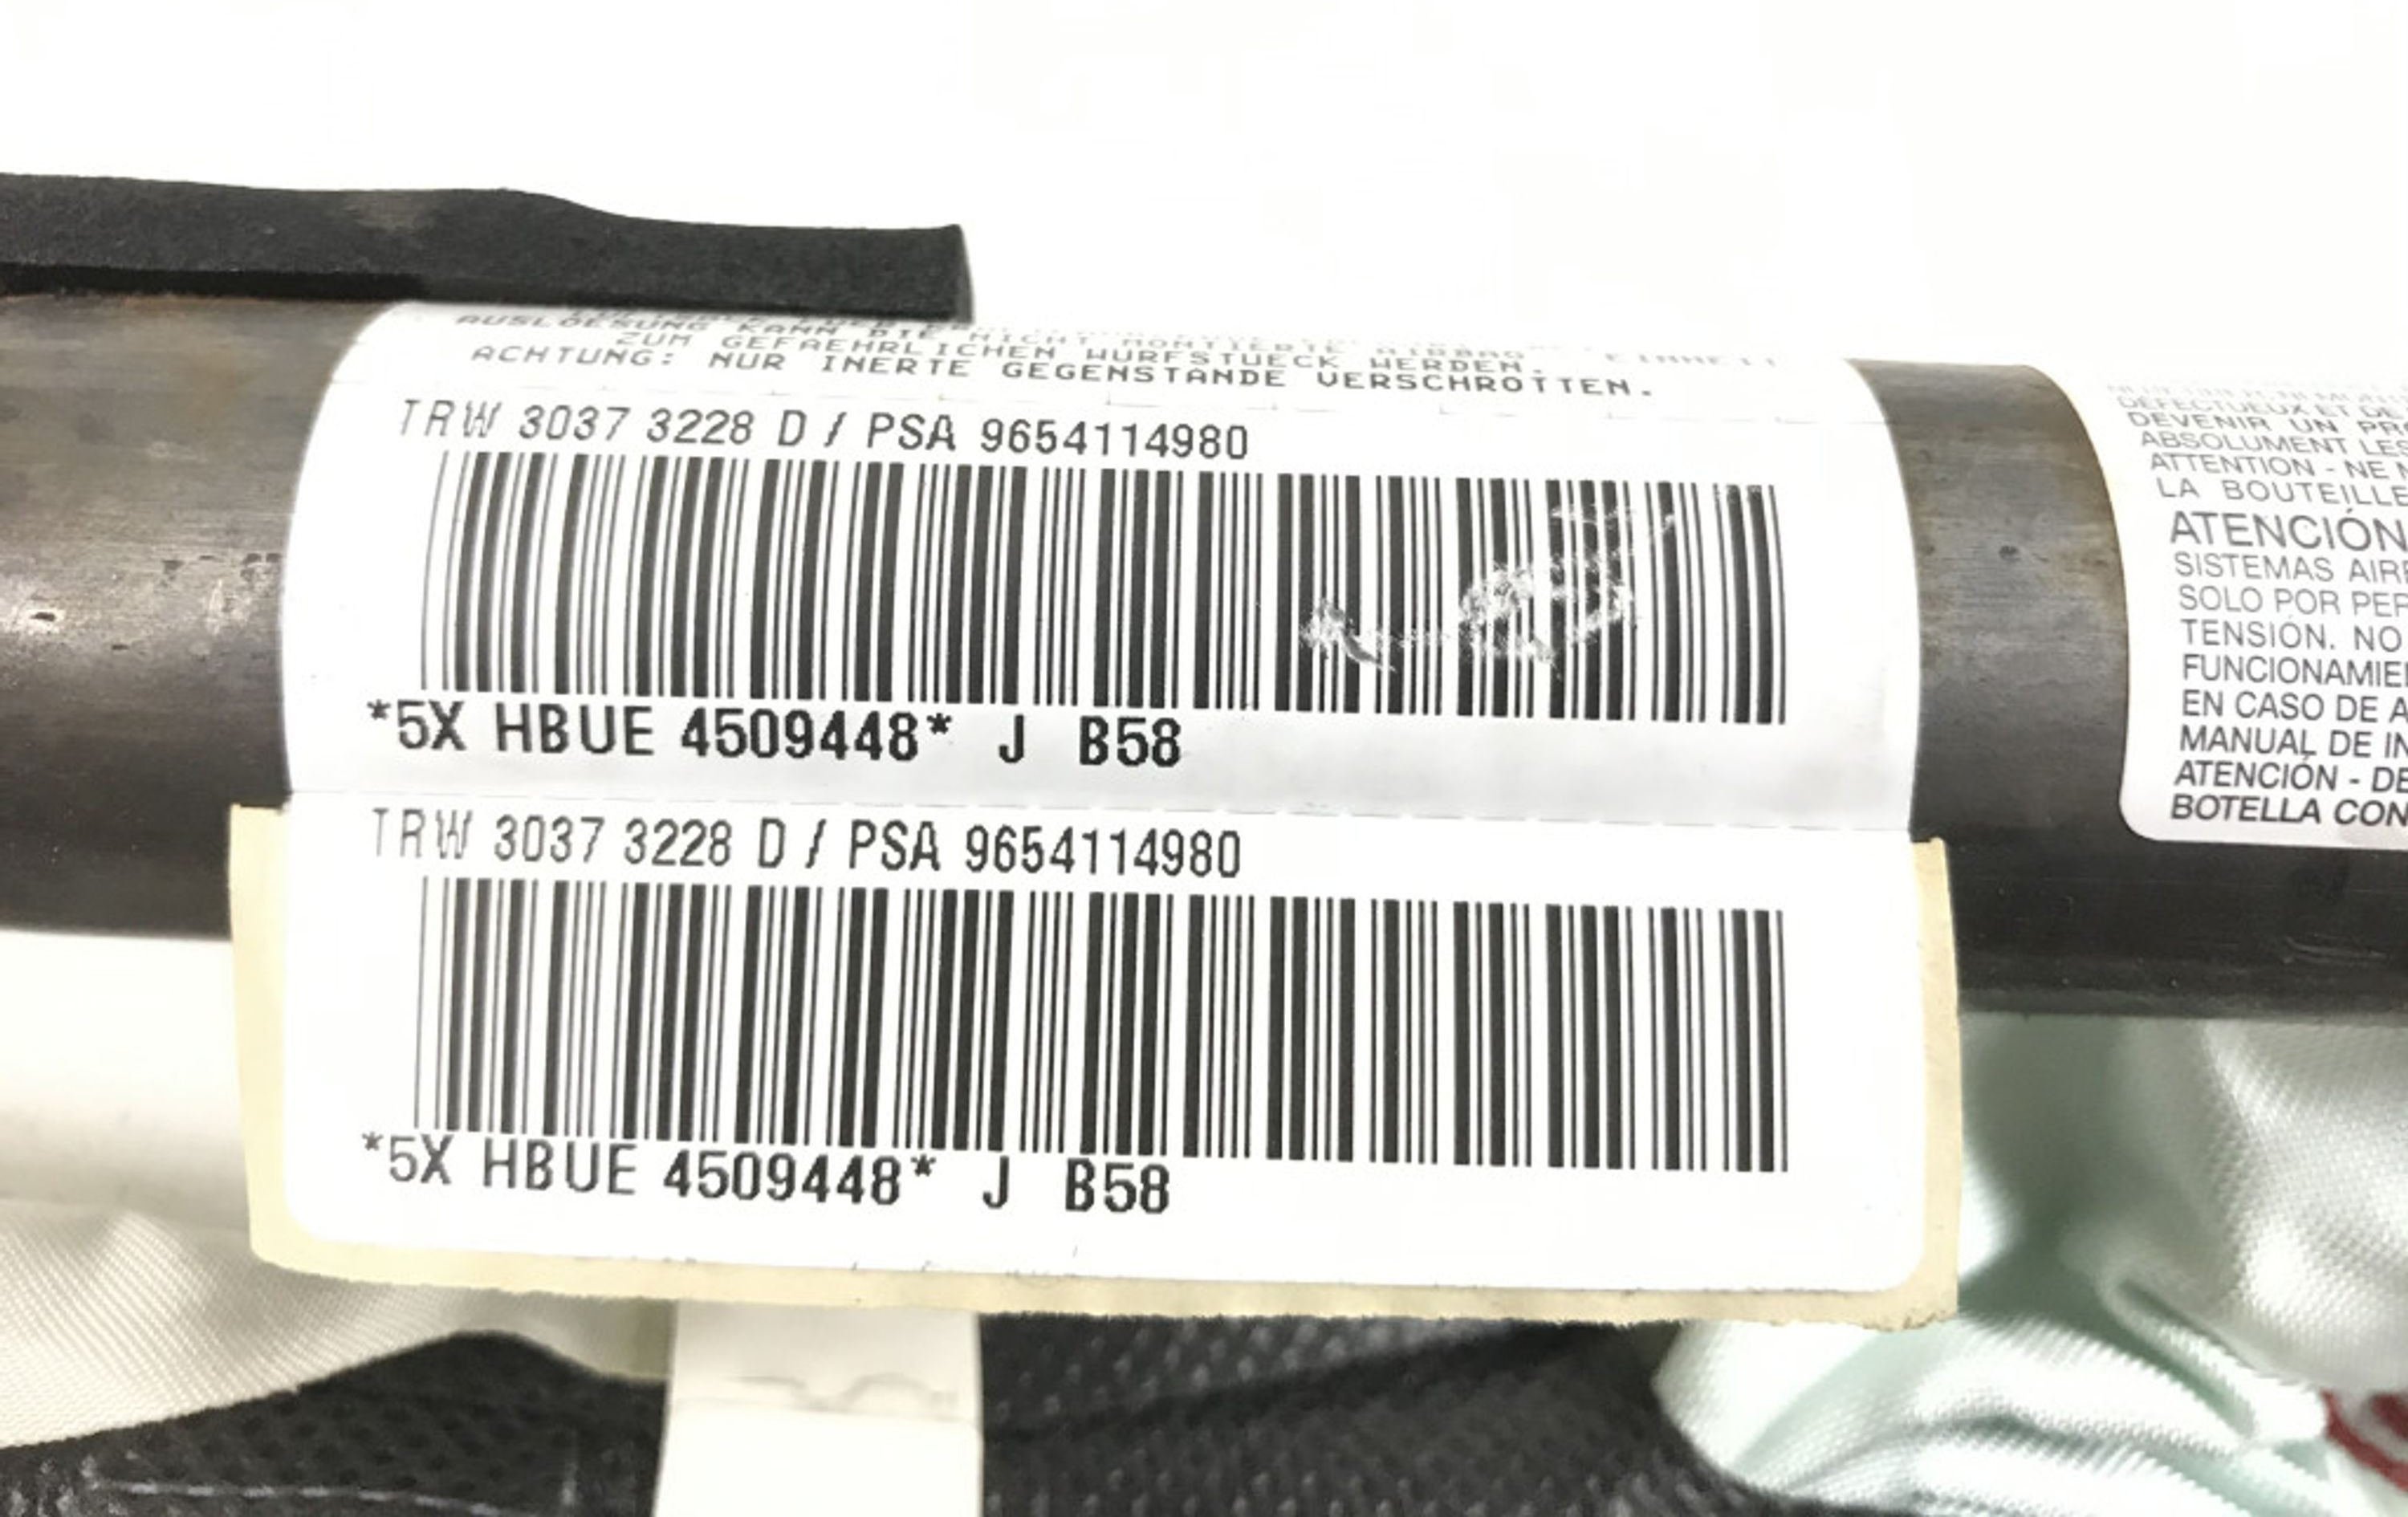 AUSLOESUNG KANN DIE NICHT MONTIERTE AIRBAG
ZUM GEFAEHRLICHEN WURFSTUECK WERDEN.
ACHTUNG: NUR INERTE GEGENSTANDE VERSCHROTTEN.
TRW 3037 3228 D / PSA 9654114980
*5X HBUE 4509448* J B58
TRW 3037 3228 D / PSA 9654114980
*5X HBUE 4509448* J B58
DEFECTUEUX ET DE
DEVENIR UN PRO
ABSOLUMENT LES
ATTENTION - NE
LA BOUTEILLE
ATENCIÓN
SISTEMAS AIRB
SOLO POR PER
TENSIÓN. NO
FUNCIONAMIE
EN CASO DE A
MANUAL DE IN
ATENCIÓN - DE
BOTELLA CON